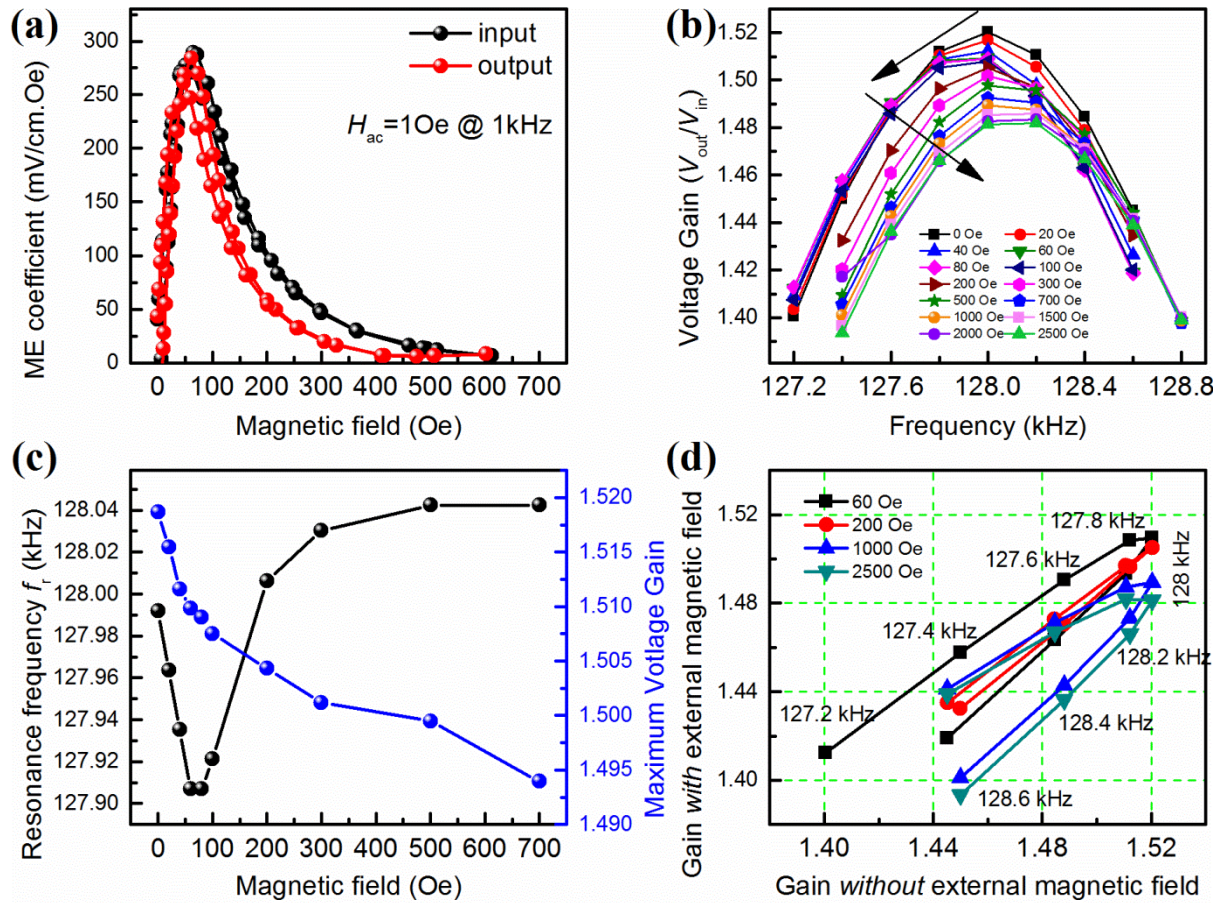 (a)
input
output
H_ac=1Oe @ 1kHz
300
250
200
150
100
50
0
ME coefficient (mV/cm.Oe)
0 100 200 300 400 500 600 700
Magnetic field (Oe)
(b)
1.52
1.50
1.48
1.46
1.44
1.42
1.40
Voltage Gain (V_out/V_in)
0 Oe 20 Oe
40 Oe 60 Oe
80 Oe 100 Oe
200 Oe 300 Oe
500 Oe 700 Oe
1000 Oe 1500 Oe
2000 Oe 2500 Oe
127.2 127.6 128.0 128.4 128.8
Frequency (kHz)
(c)
128.04
128.02
128.00
127.98
127.96
127.94
127.92
127.90
Resonance frequency f_r (kHz)
1.520
1.515
1.510
1.505
1.500
1.495
1.490
Maximum Votlage Gain
0 100 200 300 400 500 600 700
Magnetic field (Oe)
(d)
60 Oe
200 Oe
1000 Oe
2500 Oe
1.52
1.48
1.44
1.40
Gain with external magnetic field
127.8 kHz
127.6 kHz
128 kHz
127.4 kHz
128.2 kHz
127.2 kHz
128.4 kHz
128.6 kHz
1.40 1.44 1.48 1.52
Gain without external magnetic field